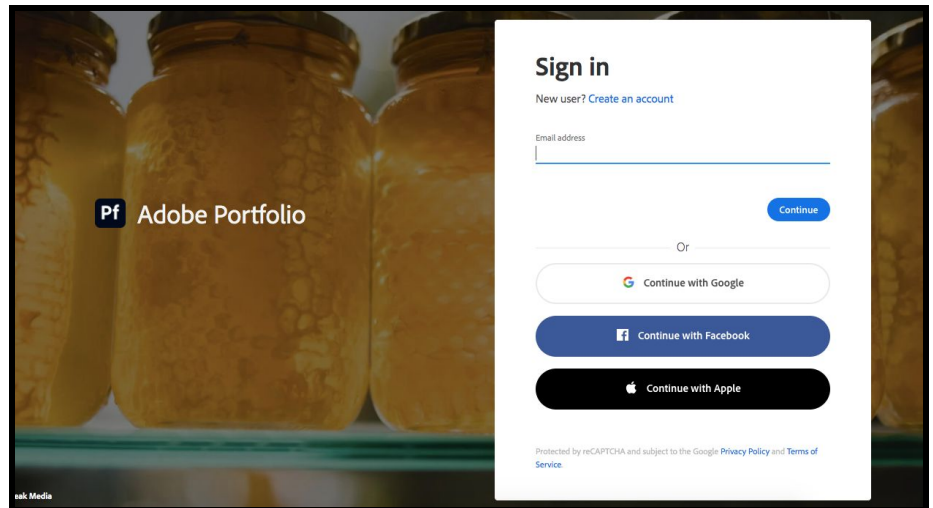 Pf Adobe Portfolio
eak Media
Sign in
New user? Create an account
Email address
Continue
Or
Continue with Google
Continue with Facebook
Continue with Apple
Protected by reCAPTCHA and subject to the Google Privacy Policy and Terms of
Service.